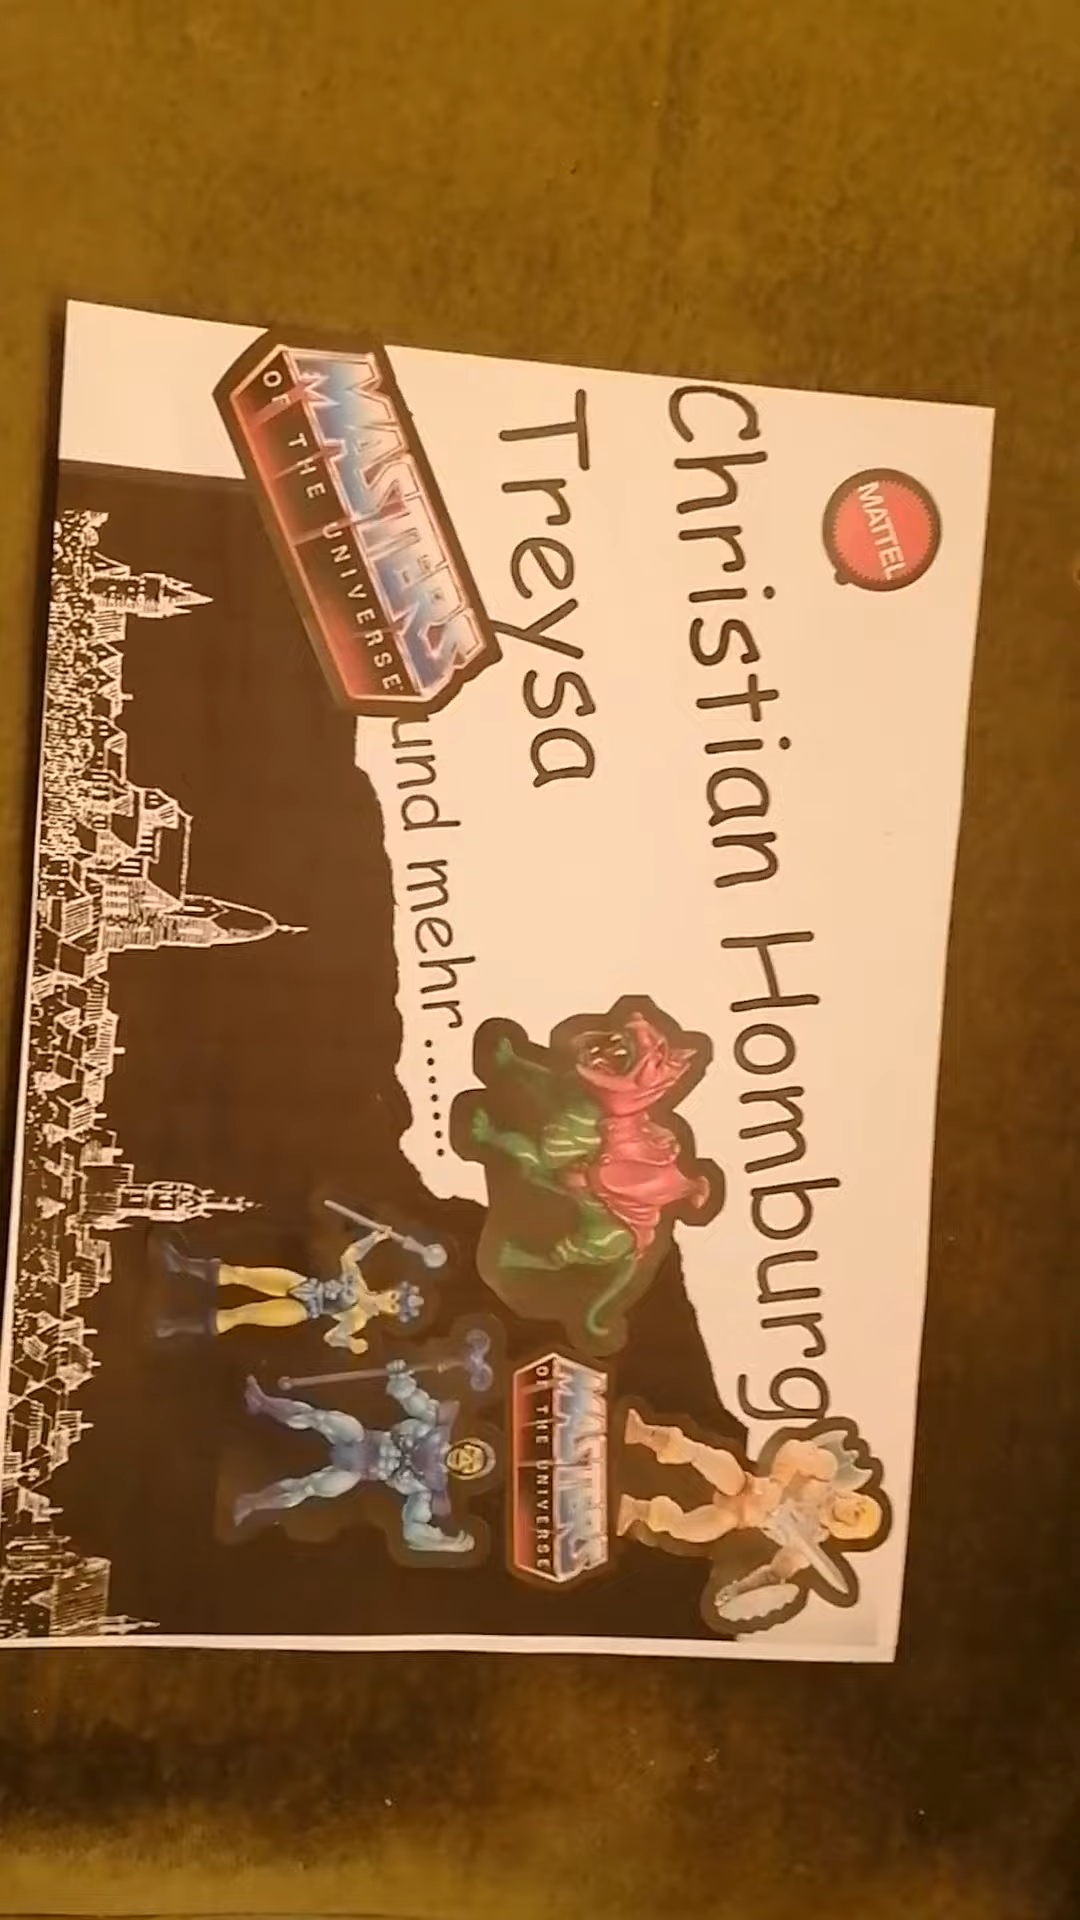 MATTEL
Christian Homburg
Treysa
MASTERS
OF THE UNIVERSE
und mehr.......
MASTERS
OF THE UNIVERSE